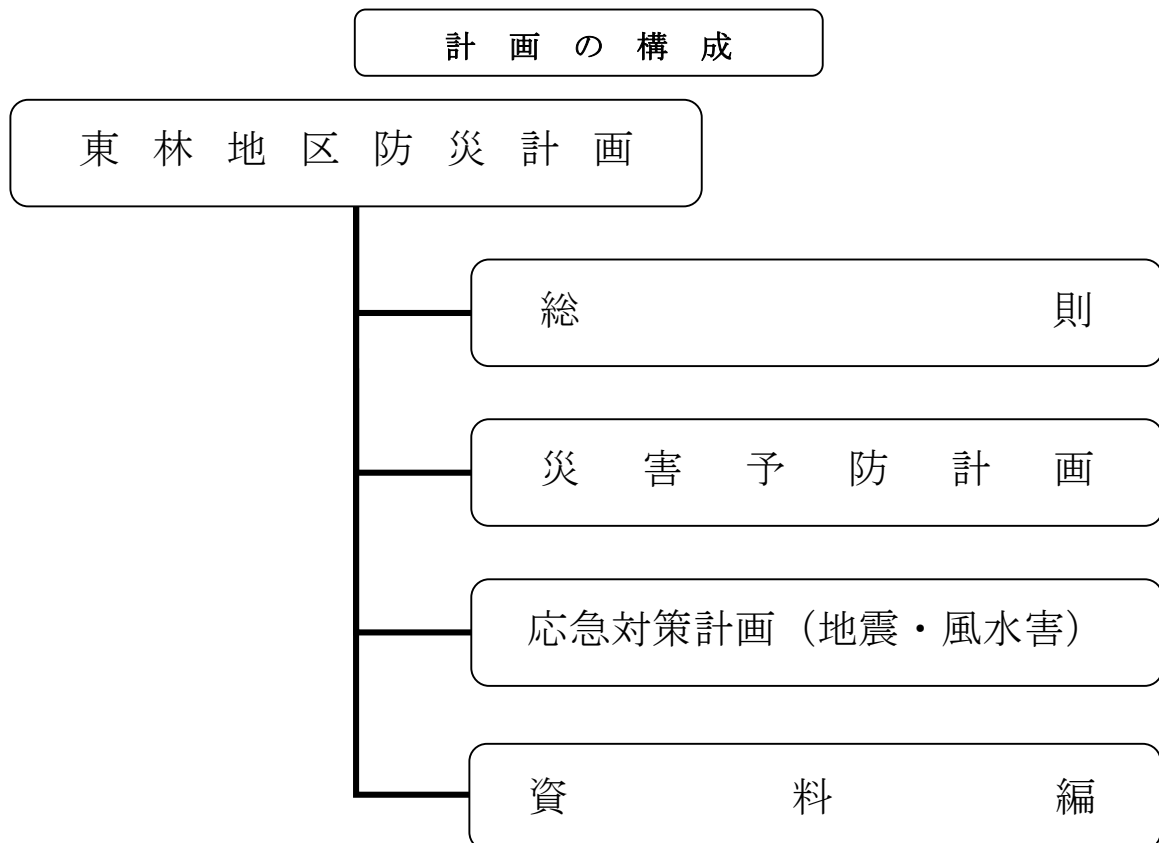 計画の構成
東林地区防災計画
総則
災害予防計画
応急対策計画（地震・風水害）
資料編